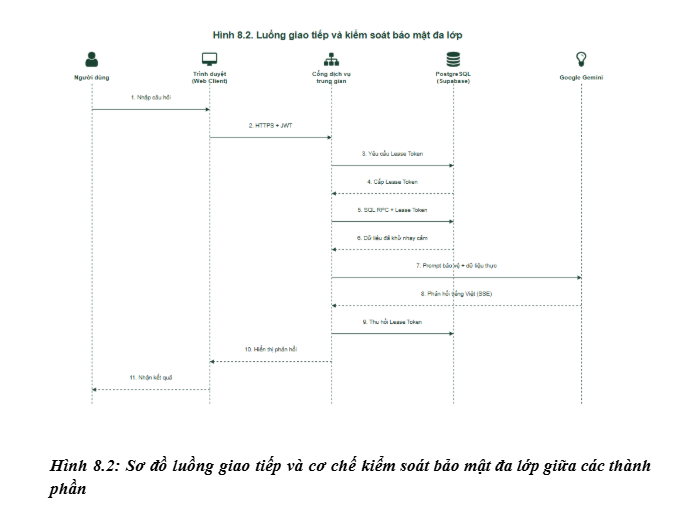 Hình 8.2. Luồng giao tiếp và kiểm soát bảo mật đa lớp
Người dùng
Trình duyệt
(Web Client)
Cổng dịch vụ
trung gian
PostgreSQL
(Supabase)
Google Gemini
1. Nhập câu hỏi
2. HTTPS + JWT
3. Yêu cầu Lease Token
4. Cấp Lease Token
5. SQL RPC + Lease Token
6. Dữ liệu đã khử nhạy cảm
7. Prompt bảo vệ + dữ liệu thực
8. Phản hồi tiếng Việt (SSE)
9. Thu hồi Lease Token
10. Hiển thị phản hồi
11. Nhận kết quả
Hình 8.2: Sơ đồ luồng giao tiếp và cơ chế kiểm soát bảo mật đa lớp giữa các thành
phần